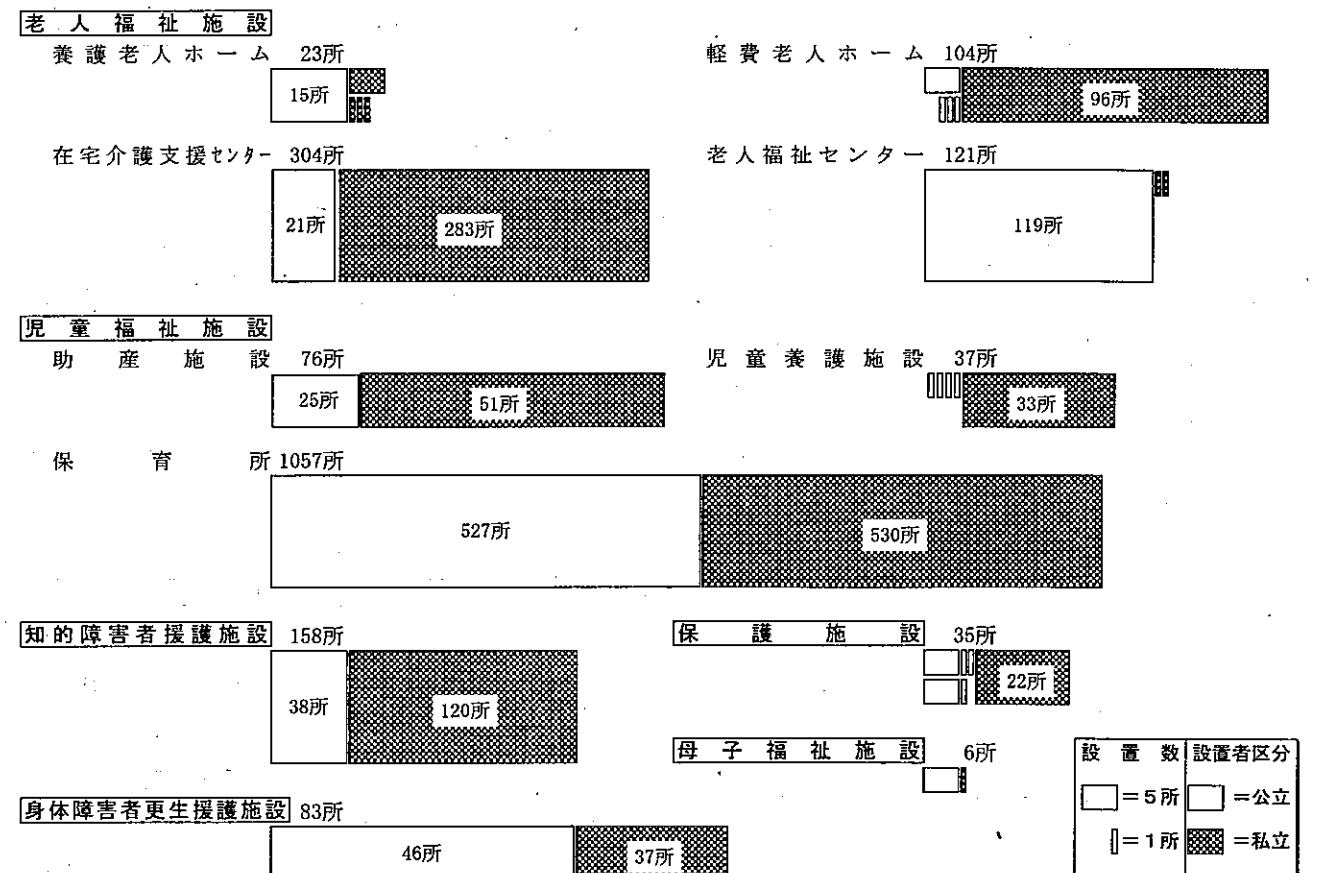 老人福祉施設
養護老人ホーム 23所
15所
軽費老人ホーム 104所
96所
在宅介護支援センター 304所
21所 283所
老人福祉センター 121所
119所
児童福祉施設
助産施設 76所
25所 51所
児童養護施設 37所
33所
保育所 1057所
527所 530所
知的障害者援護施設 158所
38所 120所
保護施設 35所
22所
母子福祉施設 6所
身体障害者更生援護施設 83所
46所 37所
設置数 設置者区分
=5所 =公立
=1所 =私立